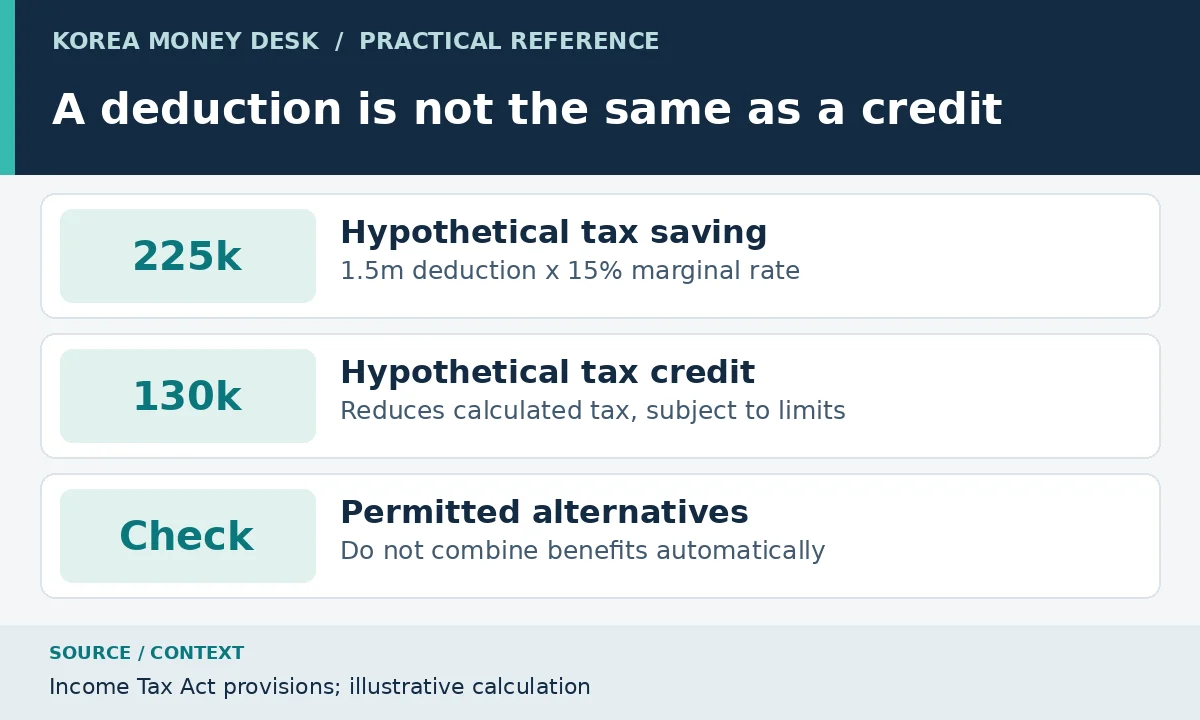 KOREA MONEY DESK / PRACTICAL REFERENCE
A deduction is not the same as a credit
225k
Hypothetical tax saving
1.5m deduction x 15% marginal rate
130k
Hypothetical tax credit
Reduces calculated tax, subject to limits
Check
Permitted alternatives
Do not combine benefits automatically
SOURCE / CONTEXT
Income Tax Act provisions; illustrative calculation